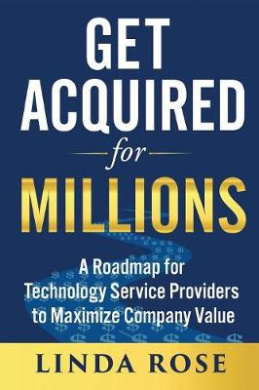 GET
ACQUIRED
for
MILLIONS
A Roadmap for
Technology Service Providers
to Maximize Company Value
LINDA ROSE